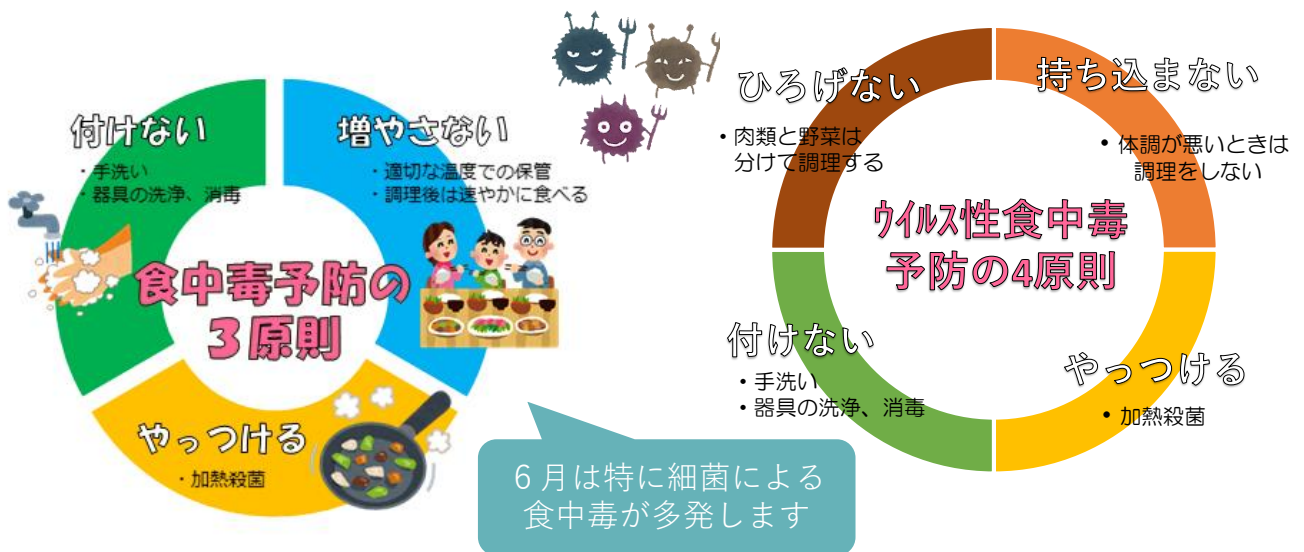 付けない
・手洗い
・器具の洗浄、消毒
増やさない
・適切な温度での保管
・調理後は速やかに食べる
食中毒予防の
３原則
やっつける
・加熱殺菌
６月は特に細菌による
食中毒が多発します
ひろげない
・肉類と野菜は
分けて調理する
持ち込まない
• 体調が悪いときは
調理をしない
ウイルス性食中毒
予防の4原則
付けない
・手洗い
・器具の洗浄、消毒
やっつける
• 加熱殺菌